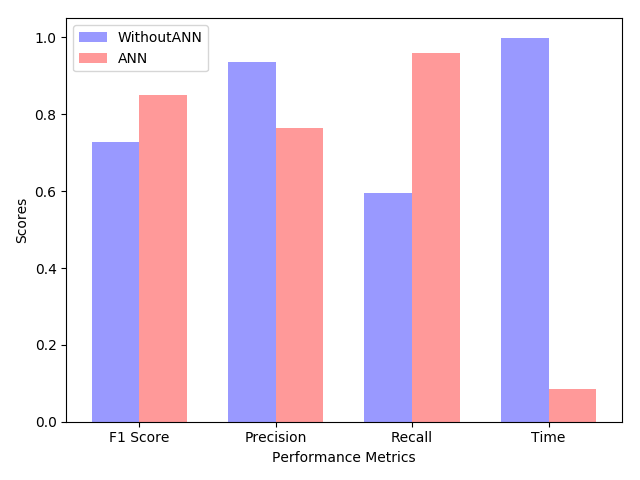 WithoutANN
ANN
1.0
0.8
0.6
0.4
0.2
0.0
Scores
F1 Score Precision Recall Time
Performance Metrics